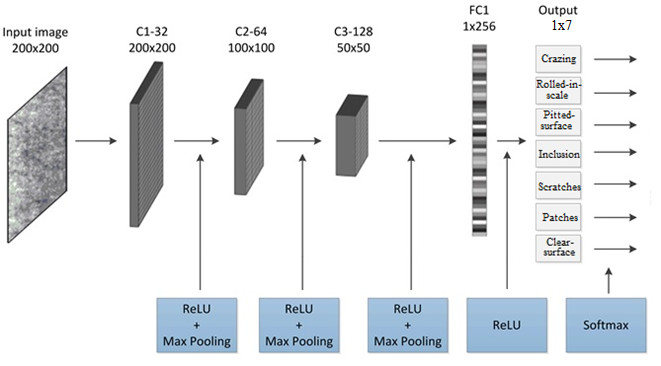 Input image
200x200
C1-32
200x200
C2-64
100x100
C3-128
50x50
FC1
1x256
Output
1x7
Crazing
Rolled-in-
scale
Pitted-
surface
Inclusion
Scratches
Patches
Clear-
surface
ReLU
+
Max Pooling
ReLU
+
Max Pooling
ReLU
+
Max Pooling
ReLU
Softmax